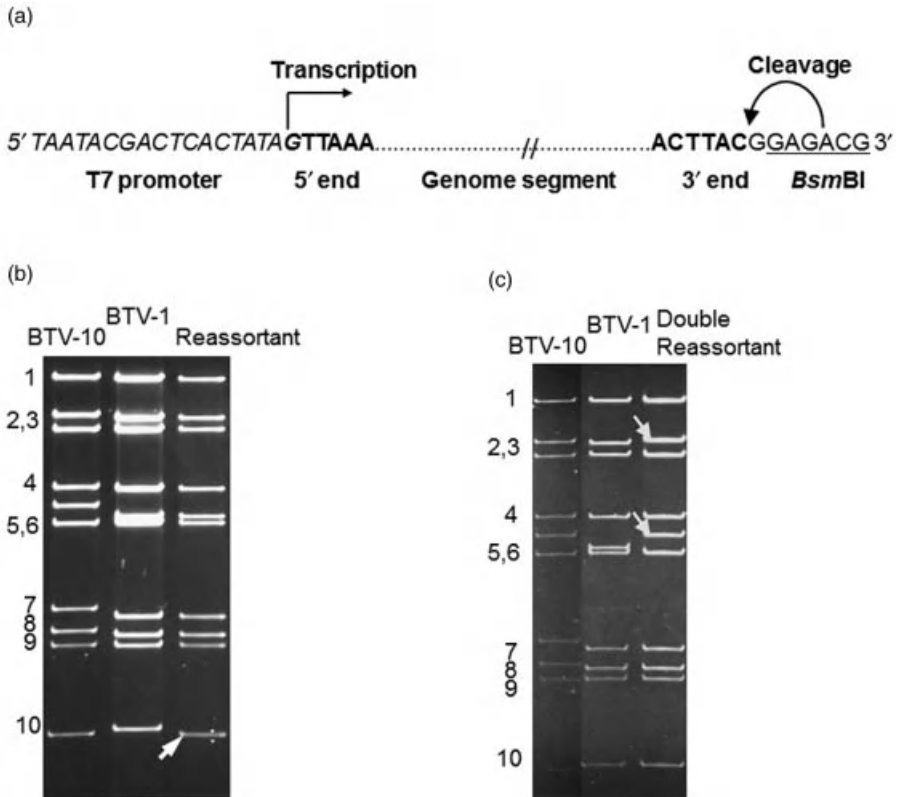 (a)
Transcription
Cleavage
5′ TAATACGACTCACTATAGTTAAA ACTTACGGAGACG 3′
T7 promoter 5′ end Genome segment 3′ end BsmBI
(b)
BTV-10 BTV-1 Reassortant
1
2,3
4
5,6
7
8
9
10
(c)
BTV-10 BTV-1 Double
Reassortant
1
2,3
4
5,6
7
8
9
10